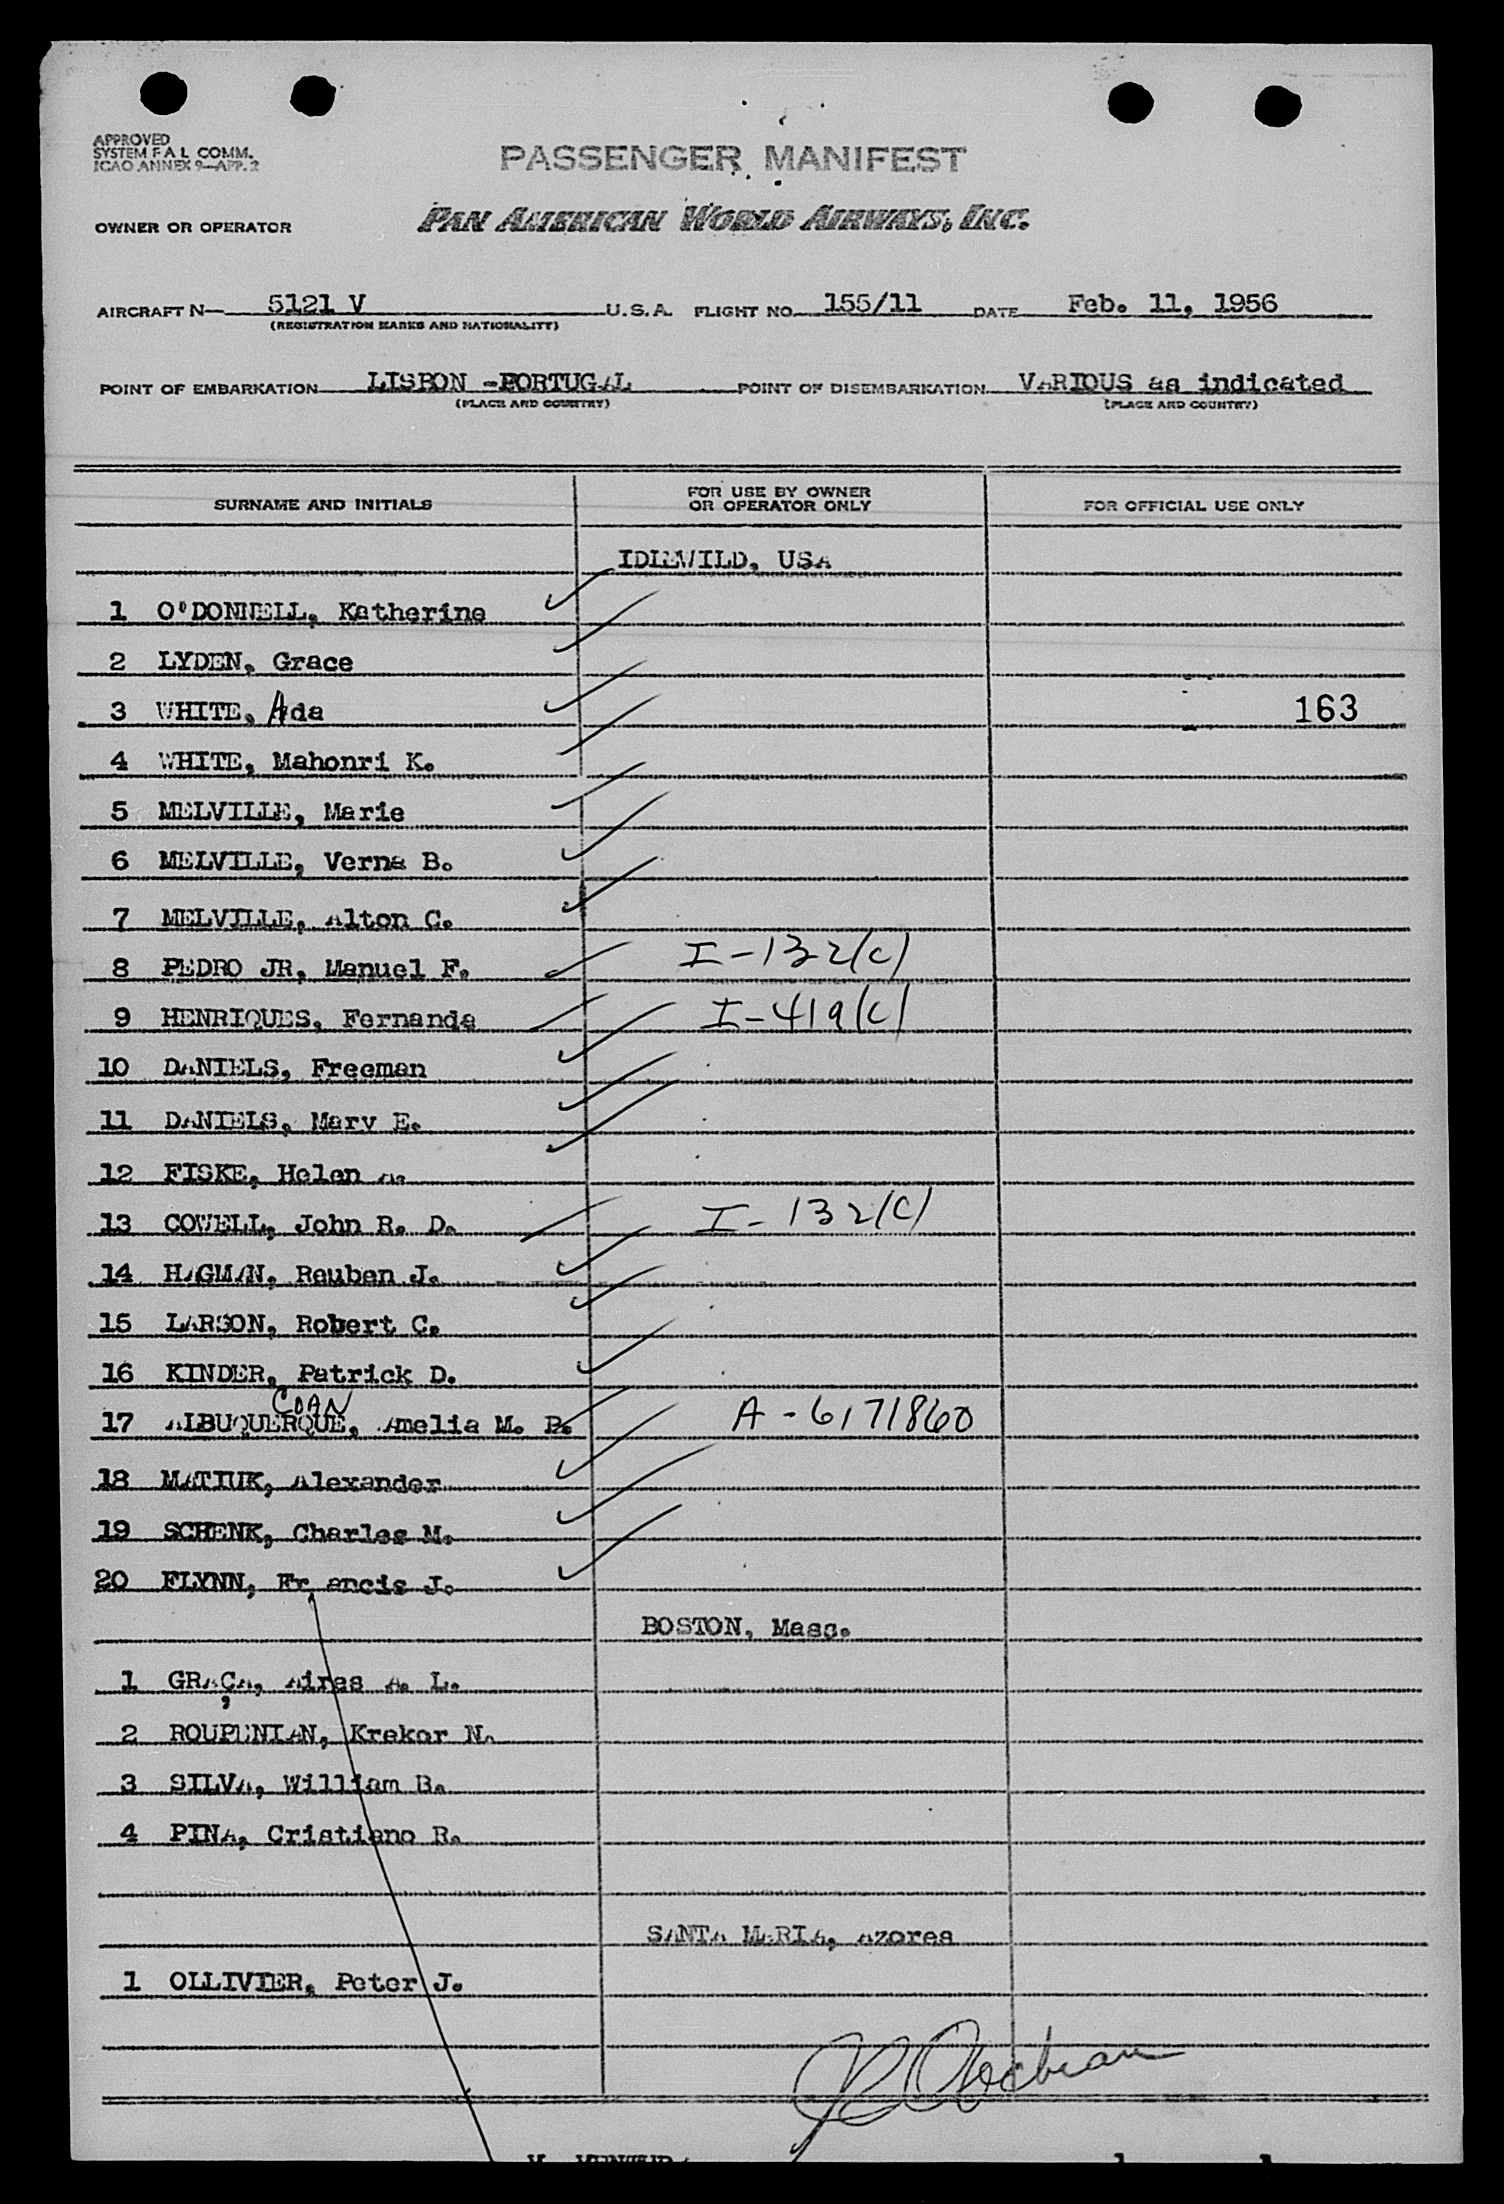 APPROVED
SYSTEM F A L COMM.
ICAO ANNEX 9—APP. 2
PASSENGER MANIFEST
OWNER OR OPERATOR PAN AMERICAN WORLD AIRWAYS, INC.
AIRCRAFT N— 5121 V U.S.A. FLIGHT NO. 155/11 DATE Feb. 11, 1956
(REGISTRATION MARKS AND NATIONALITY)
POINT OF EMBARKATION LISBON -PORTUGAL POINT OF DISEMBARKATION VARIOUS as indicated
(PLACE AND COUNTRY) (PLACE AND COUNTRY)
SURNAME AND INITIALS FOR USE BY OWNER OR OPERATOR ONLY FOR OFFICIAL USE ONLY
IDLEWILD, USA
1 O'DONNELL, Katherine
2 LYDEN, Grace
3 WHITE, Ada 163
4 WHITE, Mahonri K.
5 MELVILLE, Marie
6 MELVILLE, Verna B.
7 MELVILLE, Alton C.
8 PEDRO JR, Manuel F. I-132(c)
9 HENRIQUES, Fernanda I-419(c)
10 DANIELS, Freeman
11 DANIELS, Mary E.
12 FISKE, Helen A.
13 COWELL, John R. D. I-132(c)
14 HAGMAN, Reuben J.
15 LARSON, Robert C.
16 KINDER, Patrick D.
COAN
17 ALBUQUERQUE, Amelia M. P. A-6171860
18 MATIUK, Alexander
19 SCHENK, Charles M.
20 FLYNN, Fr ancis J.
BOSTON, Mass.
1 GRAÇA, Aires A. L.
2 ROUPENIAN, Krekor N.
3 SILVA, William B.
4 PINA, Cristiano R.
SANTA MARIA, Azores
1 OLLIVIER, Peter J.